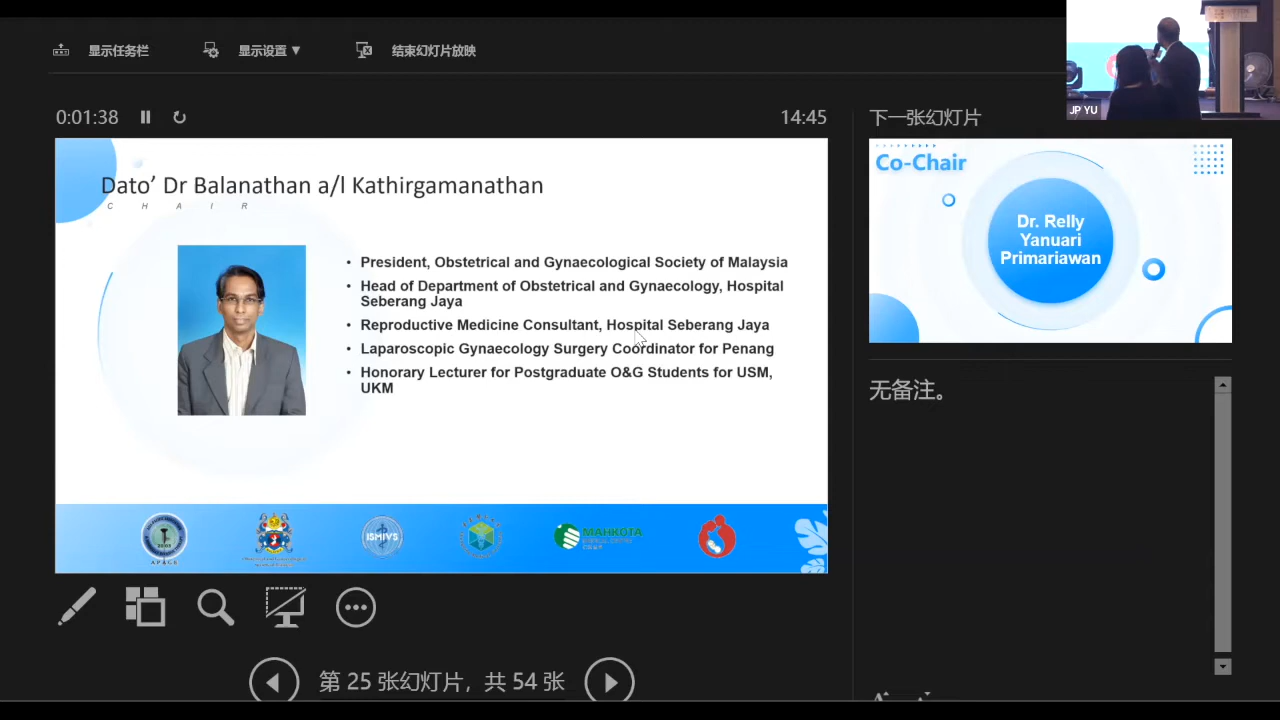 显示任务栏 显示设置▼ 结束幻灯片放映
JP YU
0:01:38
14:45
下一张幻灯片
Dato’ Dr Balanathan a/l Kathirgamanathan
CHAIR
• President, Obstetrical and Gynaecological Society of Malaysia
• Head of Department of Obstetrical and Gynaecology, Hospital
Seberang Jaya
• Reproductive Medicine Consultant, Hospital Seberang Jaya
• Laparoscopic Gynaecology Surgery Coordinator for Penang
• Honorary Lecturer for Postgraduate O&G Students for USM,
UKM
APAGE
ISHIVS
MAHKOTA
Co-Chair
Dr. Relly
Yanuari
Primariawan
无备注。
第 25 张幻灯片，共 54 张